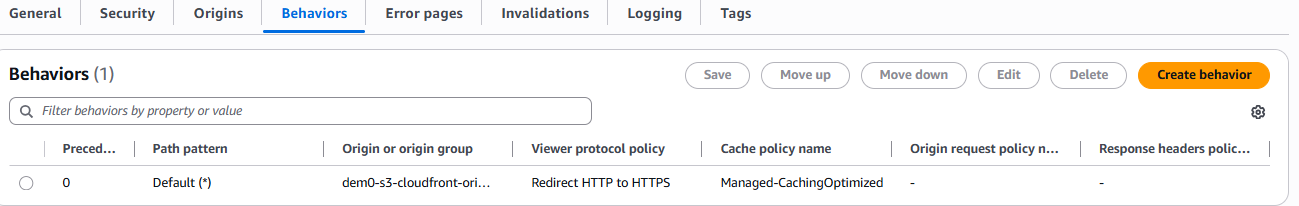 General Security Origins Behaviors Error pages Invalidations Logging Tags
Behaviors (1) Save Move up Move down Edit Delete Create behavior
Filter behaviors by property or value
Preced... Path pattern Origin or origin group Viewer protocol policy Cache policy name Origin request policy n... Response headers polic...
0 Default (*) dem0-s3-cloudfront-ori... Redirect HTTP to HTTPS Managed-CachingOptimized - -